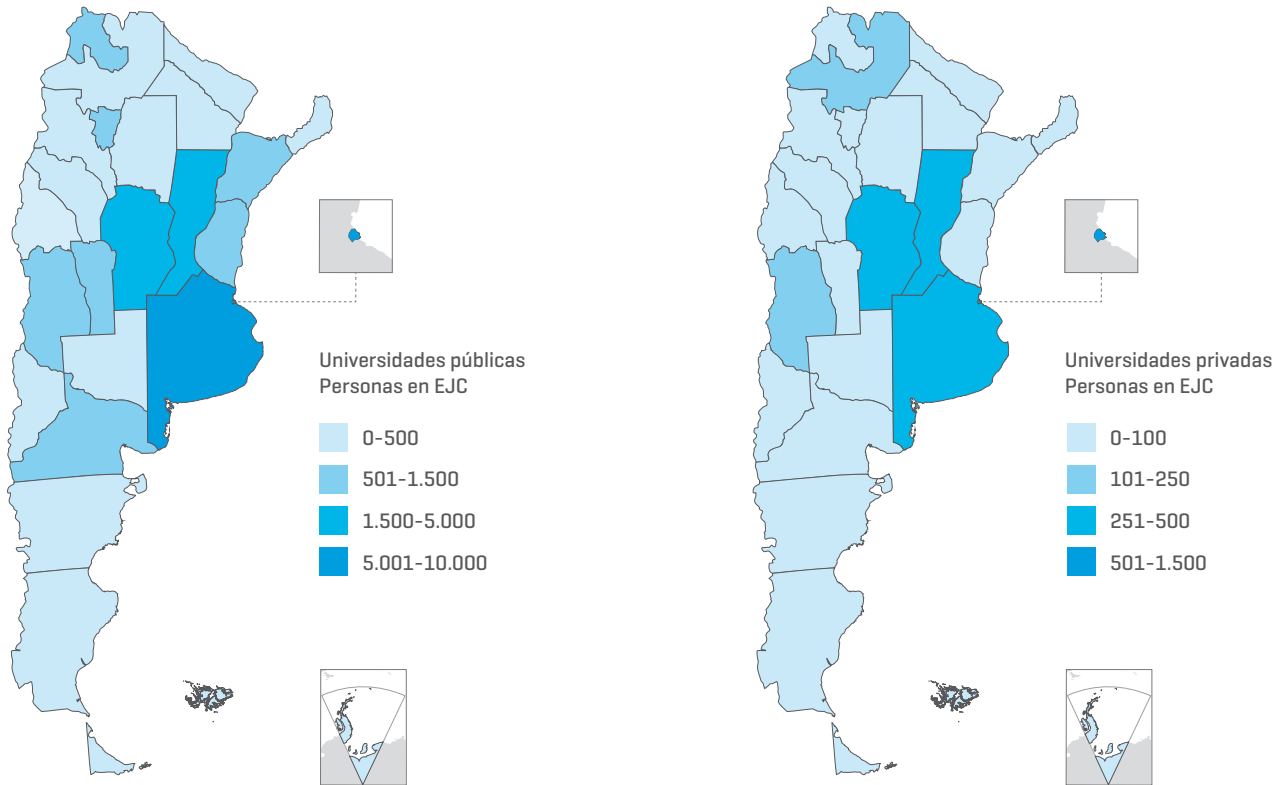 Universidades públicas
Personas en EJC
0-500
501-1.500
1.500-5.000
5.001-10.000
Universidades privadas
Personas en EJC
0-100
101-250
251-500
501-1.500